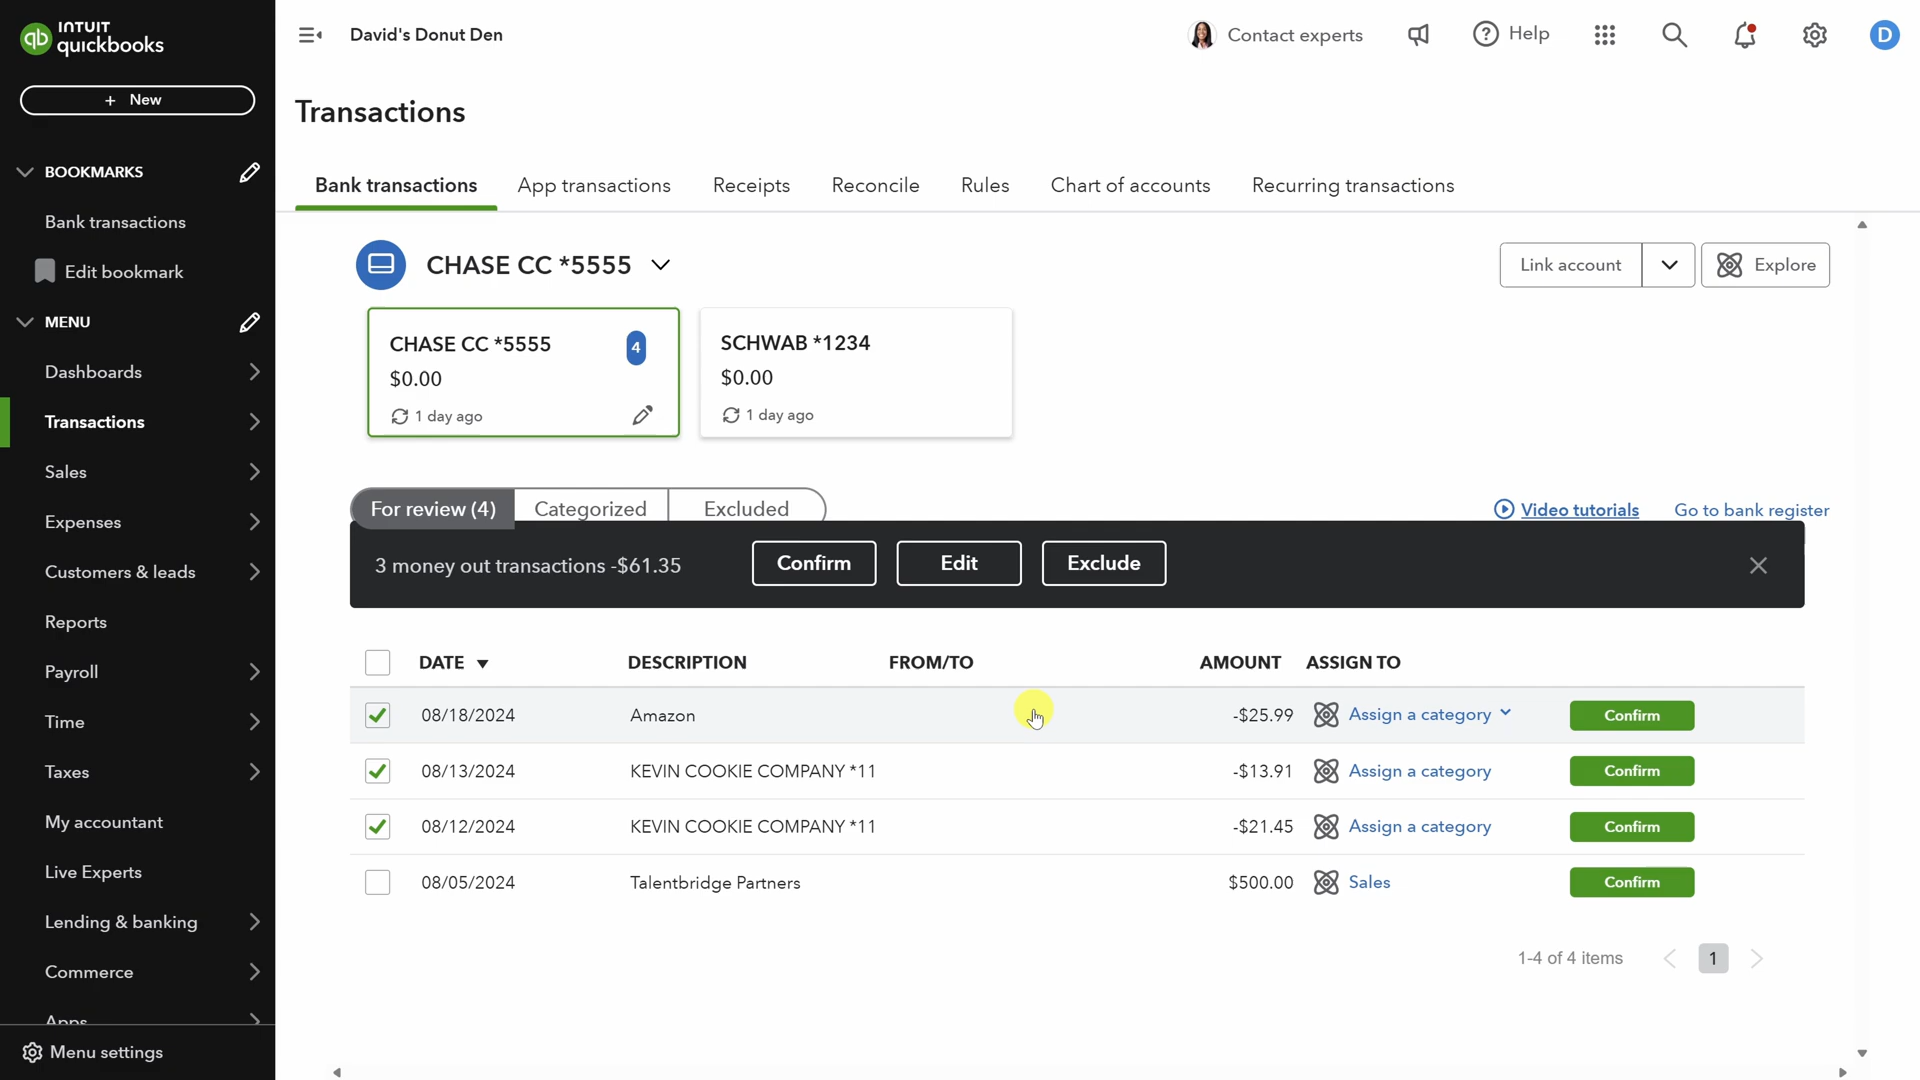 INTUIT
quickbooks
David's Donut Den
Contact experts
Help
D
+ New
Transactions
BOOKMARKS
Bank transactions
Edit bookmark
MENU
Dashboards
Transactions
Sales
Expenses
Customers & leads
Reports
Payroll
Time
Taxes
My accountant
Live Experts
Lending & banking
Commerce
Apps
Menu settings
Bank transactions App transactions Receipts Reconcile Rules Chart of accounts Recurring transactions
CHASE CC *5555
Link account
Explore
CHASE CC *5555 4
$0.00
1 day ago
SCHWAB *1234
$0.00
1 day ago
For review (4) Categorized Excluded
Video tutorials Go to bank register
3 money out transactions -$61.35 Confirm Edit Exclude
DATE DESCRIPTION FROM/TO AMOUNT ASSIGN TO
08/18/2024 Amazon -$25.99 Assign a category Confirm
08/13/2024 KEVIN COOKIE COMPANY *11 -$13.91 Assign a category Confirm
08/12/2024 KEVIN COOKIE COMPANY *11 -$21.45 Assign a category Confirm
08/05/2024 Talentbridge Partners $500.00 Sales Confirm
1-4 of 4 items 1